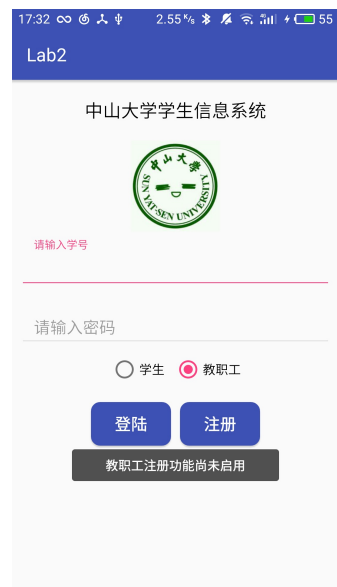 17:32 2.55 K/s 4G 55
Lab2
中山大学学生信息系统
中山大学
SUN YAT-SEN UNIVERSITY
请输入学号
请输入密码
学生 教职工
登陆 注册
教职工注册功能尚未启用